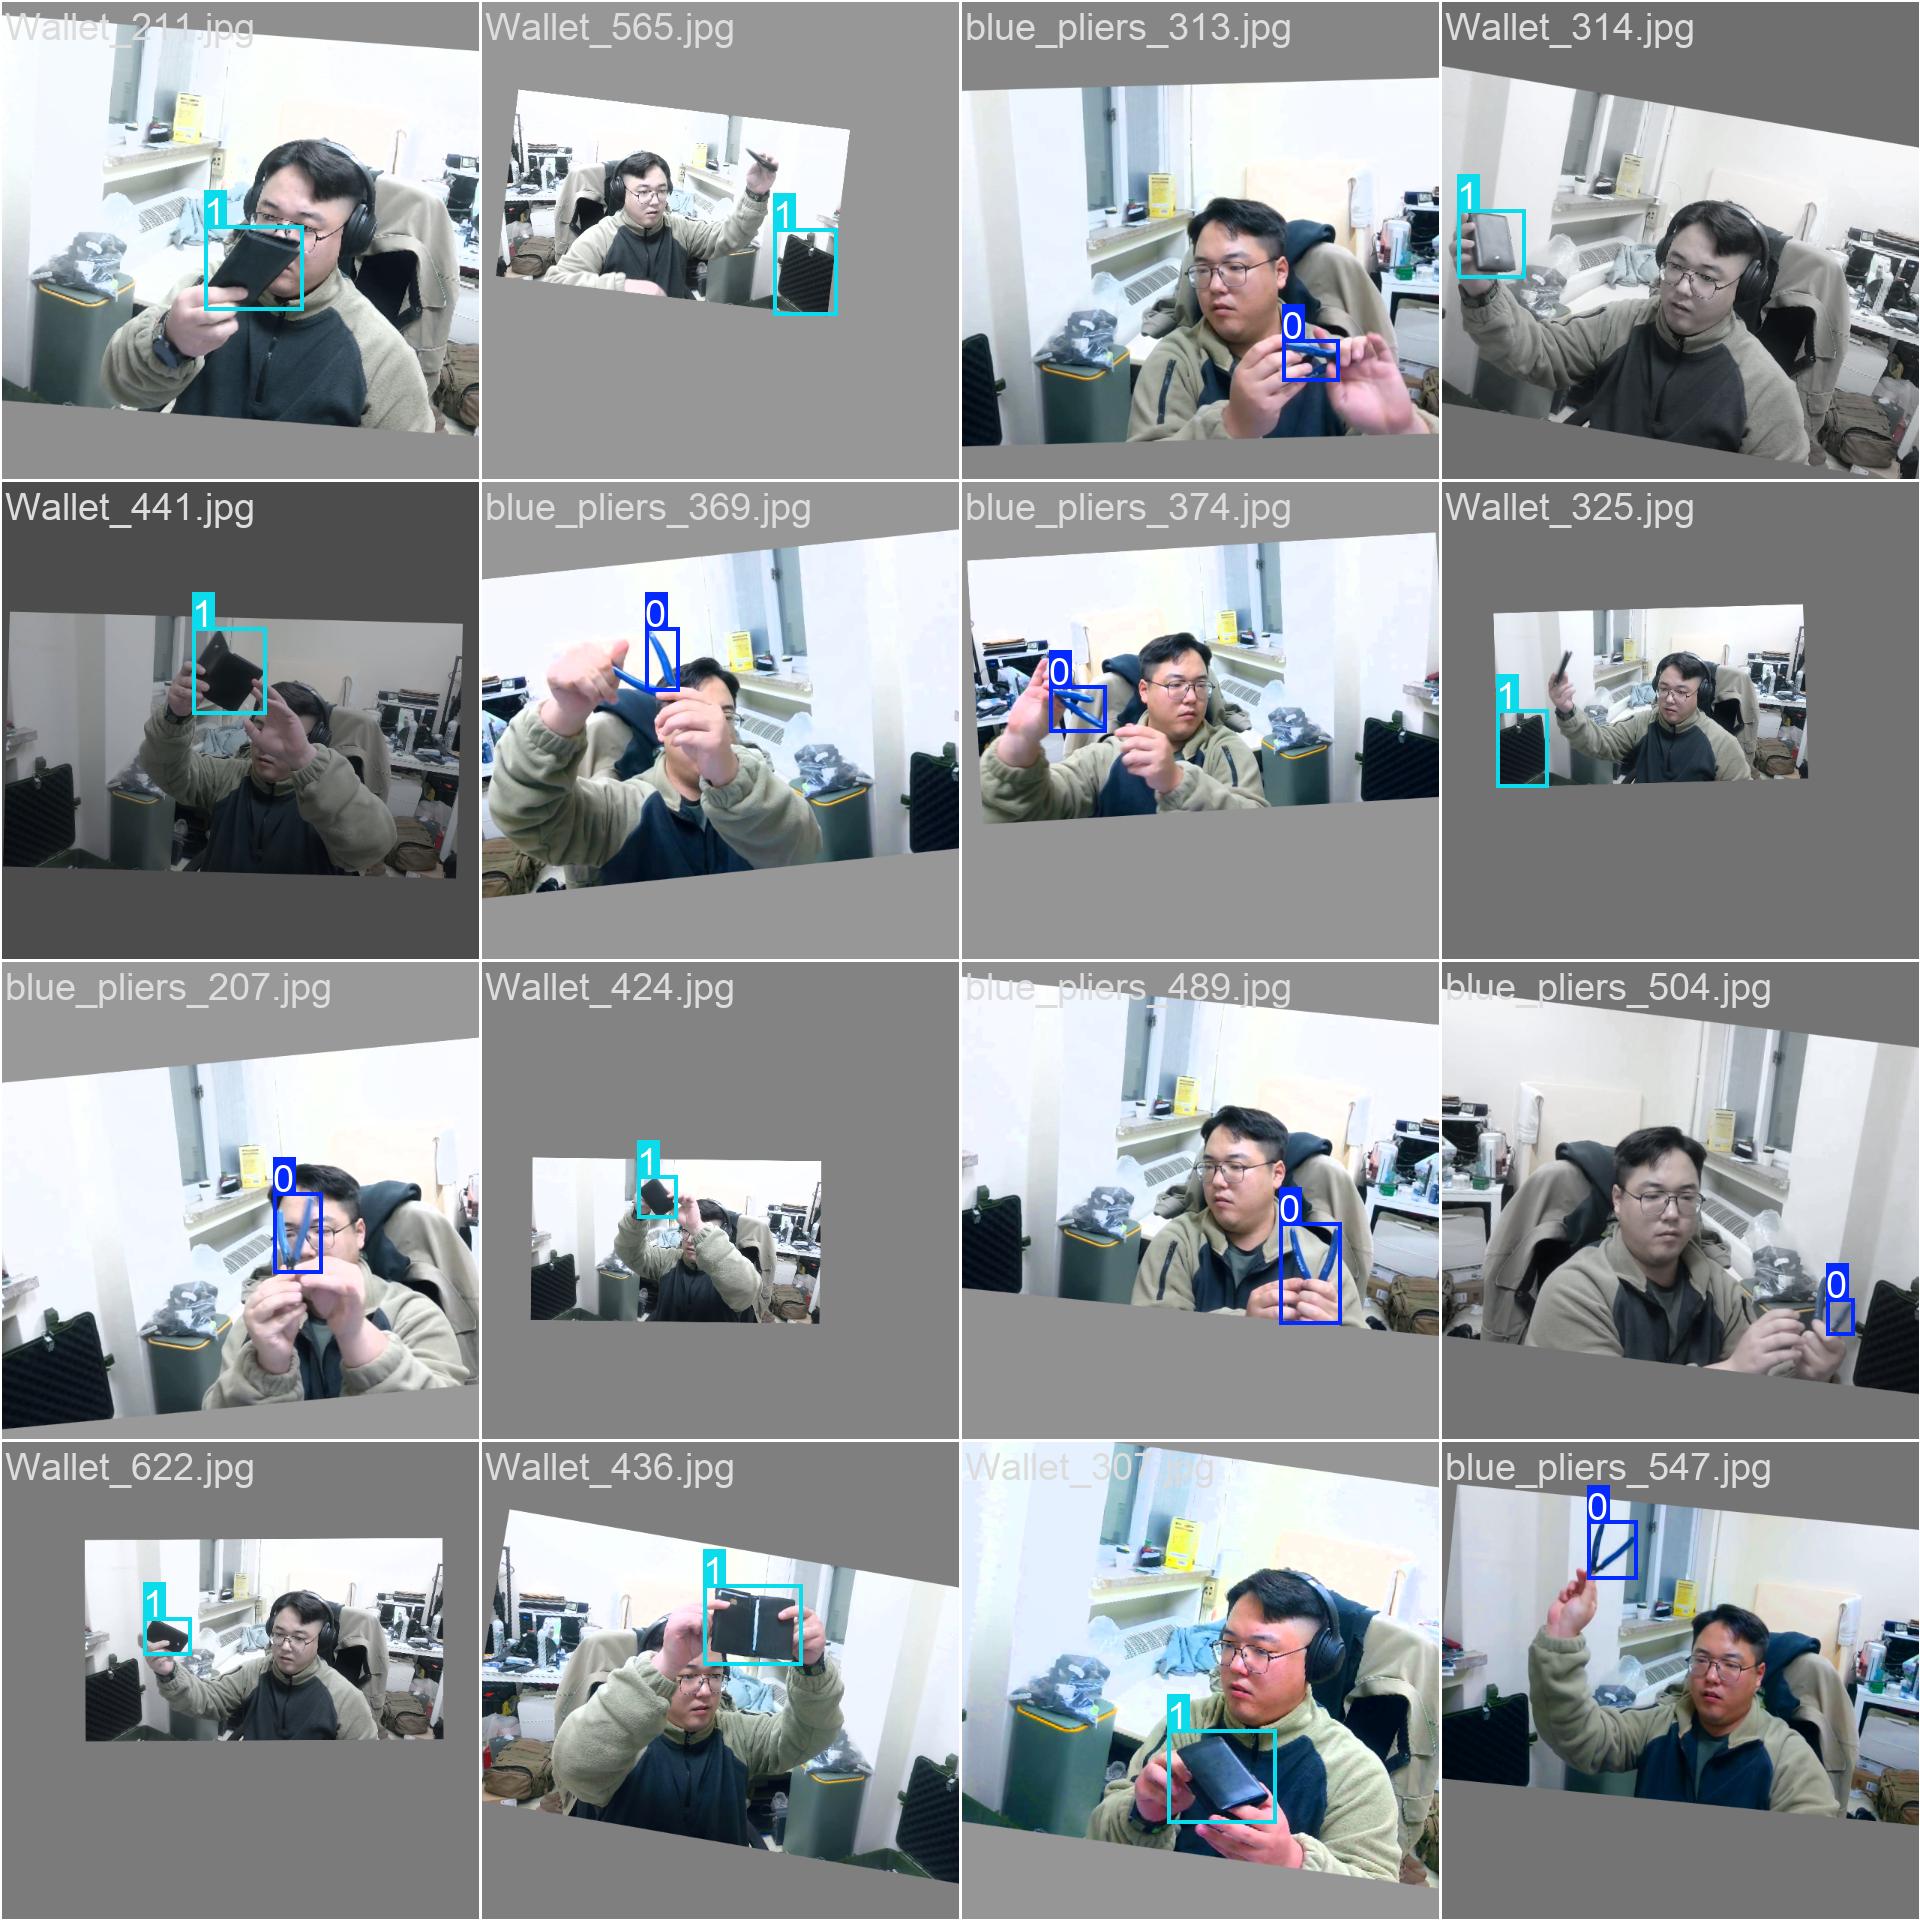 Wallet_211.jpg
Wallet_565.jpg
blue_pliers_313.jpg
Wallet_314.jpg
1
1
0
1
Wallet_441.jpg
blue_pliers_369.jpg
blue_pliers_374.jpg
Wallet_325.jpg
1
0
0
1
blue_pliers_207.jpg
Wallet_424.jpg
blue_pliers_489.jpg
blue_pliers_504.jpg
0
1
0
0
Wallet_622.jpg
Wallet_436.jpg
Wallet_307.jpg
blue_pliers_547.jpg
1
1
1
0